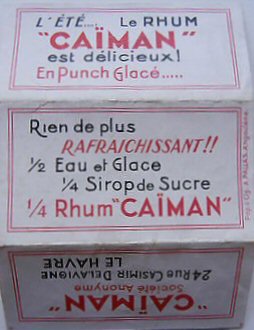 L'ÉTÉ.... Le RHUM
"CAÏMAN"
est délicieux!
En Punch Glacé.....
Rien de plus
RAFRAICHISSANT!!
1/2 Eau et Glace
1/4 Sirop de Sucre
1/4 Rhum "CAÏMAN"
"CAÏMAN"
Société Anonyme
24 Rue Casimir Delavigne
LE HAVRE